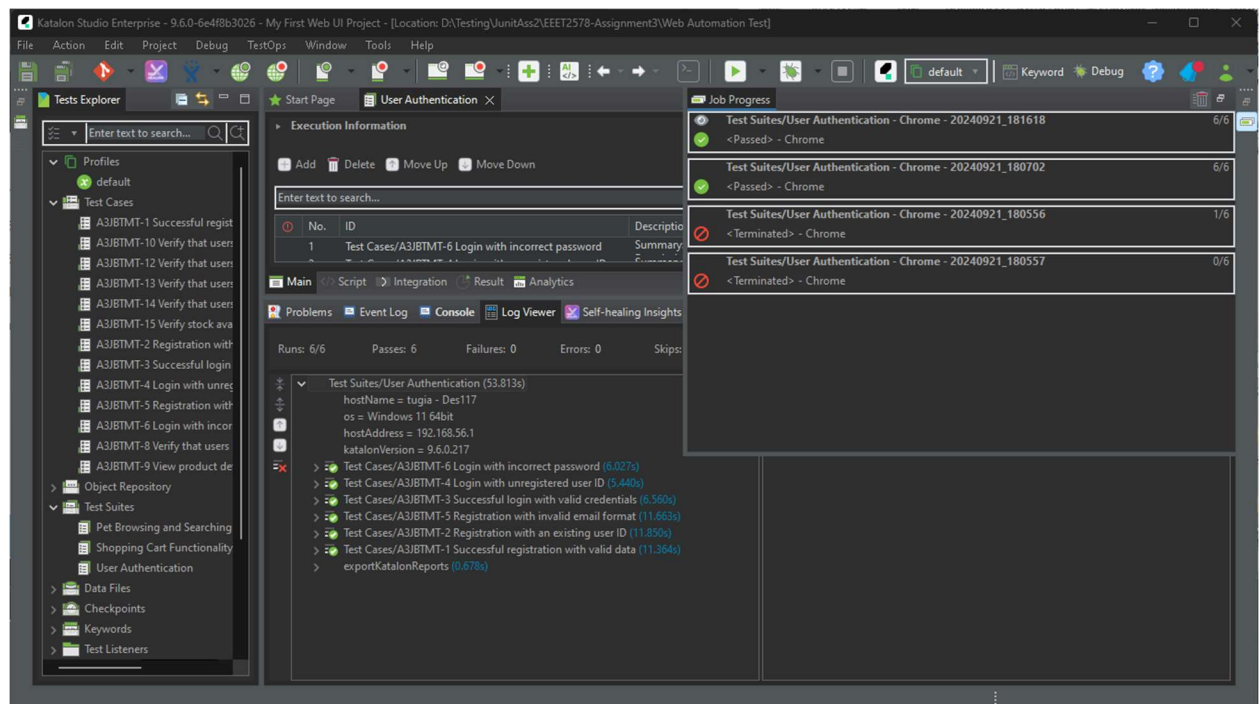 Katalon Studio Enterprise - 9.6.0-6e4f8b3026 - My First Web UI Project - [Location: D:\Testing\JunitAss2\EEET2578-Assignment3\Web Automation Test]
File Action Edit Project Debug TestOps Window Tools Help
default Keyword Debug
Tests Explorer
Enter text to search...
Profiles
default
Test Cases
A3JBTMT-1 Successful regist
A3JBTMT-10 Verify that users
A3JBTMT-12 Verify that users
A3JBTMT-13 Verify that users
A3JBTMT-14 Verify that users
A3JBTMT-15 Verify stock ava
A3JBTMT-2 Registration with
A3JBTMT-3 Successful login
A3JBTMT-4 Login with unreg
A3JBTMT-5 Registration with
A3JBTMT-6 Login with incor
A3JBTMT-8 Verify that users
A3JBTMT-9 View product de
Object Repository
Test Suites
Pet Browsing and Searching
Shopping Cart Functionality
User Authentication
Data Files
Checkpoints
Keywords
Test Listeners
Start Page User Authentication
Execution Information
Add Delete Move Up Move Down
Enter text to search...
No. ID Descriptio
1 Test Cases/A3JBTMT-6 Login with incorrect password Summary
Main Script Integration Result Analytics
Problems Event Log Console Log Viewer Self-healing Insights
Runs: 6/6 Passes: 6 Failures: 0 Errors: 0 Skips:
Test Suites/User Authentication (53.813s)
hostName = tugia - Des117
os = Windows 11 64bit
hostAddress = 192.168.56.1
katalonVersion = 9.6.0.217
Test Cases/A3JBTMT-6 Login with incorrect password (6.027s)
Test Cases/A3JBTMT-4 Login with unregistered user ID (5.440s)
Test Cases/A3JBTMT-3 Successful login with valid credentials (6.560s)
Test Cases/A3JBTMT-5 Registration with invalid email format (11.663s)
Test Cases/A3JBTMT-2 Registration with an existing user ID (11.850s)
Test Cases/A3JBTMT-1 Successful registration with valid data (11.364s)
exportKatalonReports (0.678s)
Job Progress
Test Suites/User Authentication - Chrome - 20240921_181618 6/6
<Passed> - Chrome
Test Suites/User Authentication - Chrome - 20240921_180702 6/6
<Passed> - Chrome
Test Suites/User Authentication - Chrome - 20240921_180556 1/6
<Terminated> - Chrome
Test Suites/User Authentication - Chrome - 20240921_180557 0/6
<Terminated> - Chrome